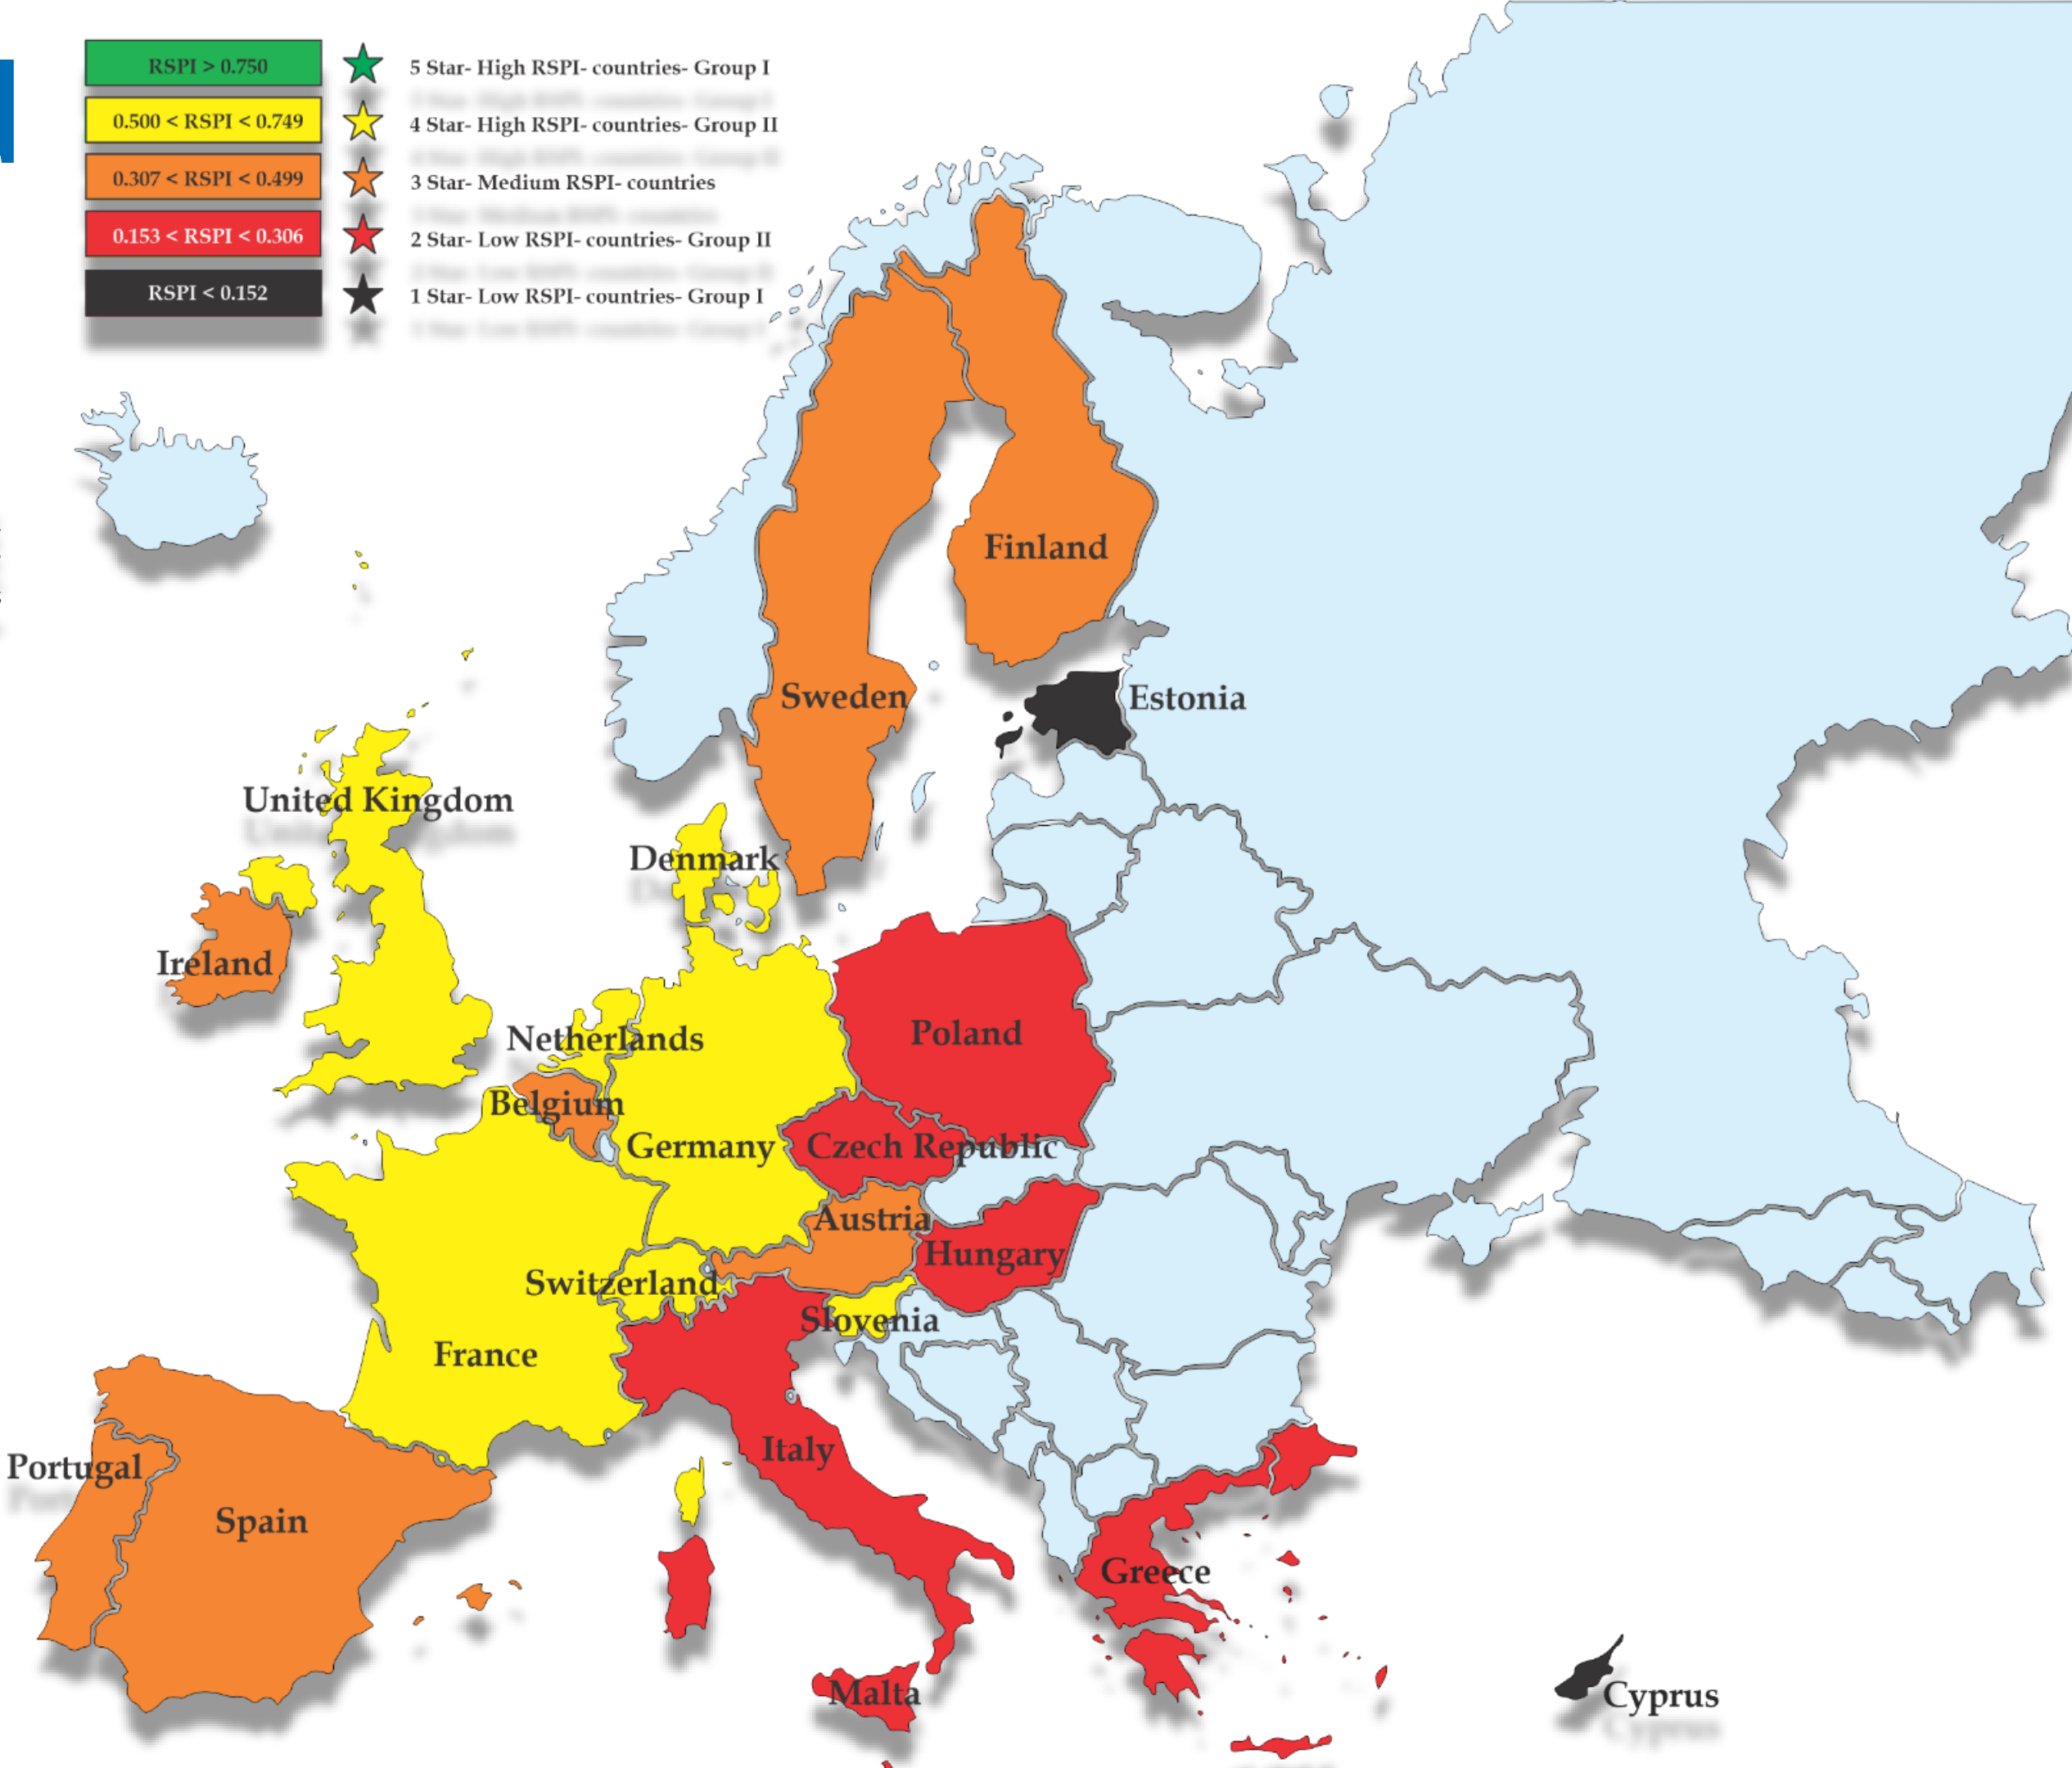 RSPI > 0.750
5 Star- High RSPI- countries- Group I
0.500 < RSPI < 0.749
4 Star- High RSPI- countries- Group II
0.307 < RSPI < 0.499
3 Star- Medium RSPI- countries
0.153 < RSPI < 0.306
2 Star- Low RSPI- countries- Group II
RSPI < 0.152
1 Star- Low RSPI- countries- Group I
Finland
Sweden
Estonia
United Kingdom
Denmark
Ireland
Netherlands
Poland
Belgium
Germany
Czech Republic
Austria
Hungary
Switzerland
Slovenia
France
Italy
Portugal
Spain
Greece
Malta
Cyprus